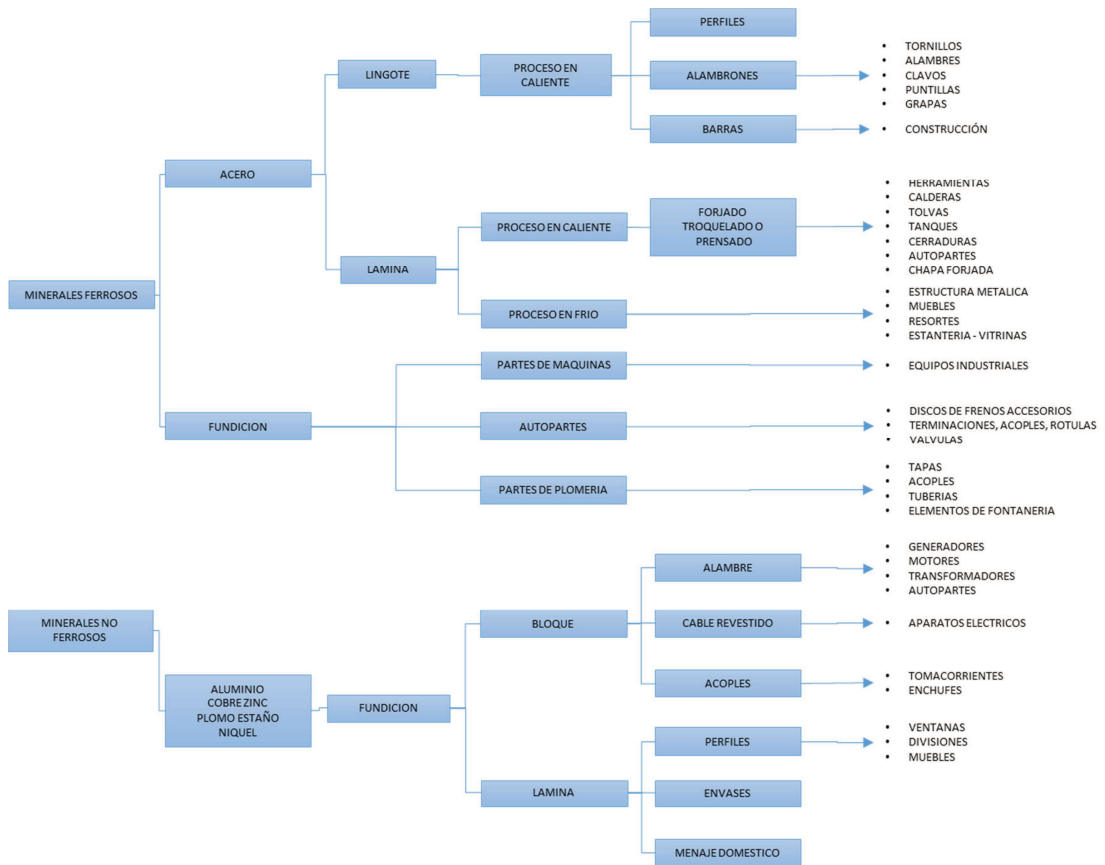 PERFILES
LINGOTE
PROCESO EN
CALIENTE
ALAMBRONES
• TORNILLOS
• ALAMBRES
• CLAVOS
• PUNTILLAS
• GRAPAS
BARRAS
• CONSTRUCCIÓN
ACERO
PROCESO EN CALIENTE
FORJADO
TROQUELADO O
PRENSADO
• HERRAMIENTAS
• CALDERAS
• TOLVAS
• TANQUES
• CERRADURAS
• AUTOPARTES
• CHAPA FORJADA
LAMINA
MINERALES FERROSOS
PROCESO EN FRIO
• ESTRUCTURA METALICA
• MUEBLES
• RESORTES
• ESTANTERIA - VITRINAS
PARTES DE MAQUINAS
• EQUIPOS INDUSTRIALES
FUNDICION
AUTOPARTES
• DISCOS DE FRENOS ACCESORIOS
• TERMINACIONES, ACOPLES, ROTULAS
• VALVULAS
PARTES DE PLOMERIA
• TAPAS
• ACOPLES
• TUBERIAS
• ELEMENTOS DE FONTANERIA
ALAMBRE
• GENERADORES
• MOTORES
• TRANSFORMADORES
• AUTOPARTES
MINERALES NO
FERROSOS
BLOQUE
CABLE REVESTIDO
• APARATOS ELECTRICOS
ALUMINIO
COBRE ZINC
PLOMO ESTAÑO
NIQUEL
FUNDICION
ACOPLES
• TOMACORRIENTES
• ENCHUFES
PERFILES
• VENTANAS
• DIVISIONES
• MUEBLES
LAMINA
ENVASES
MENAJE DOMESTICO